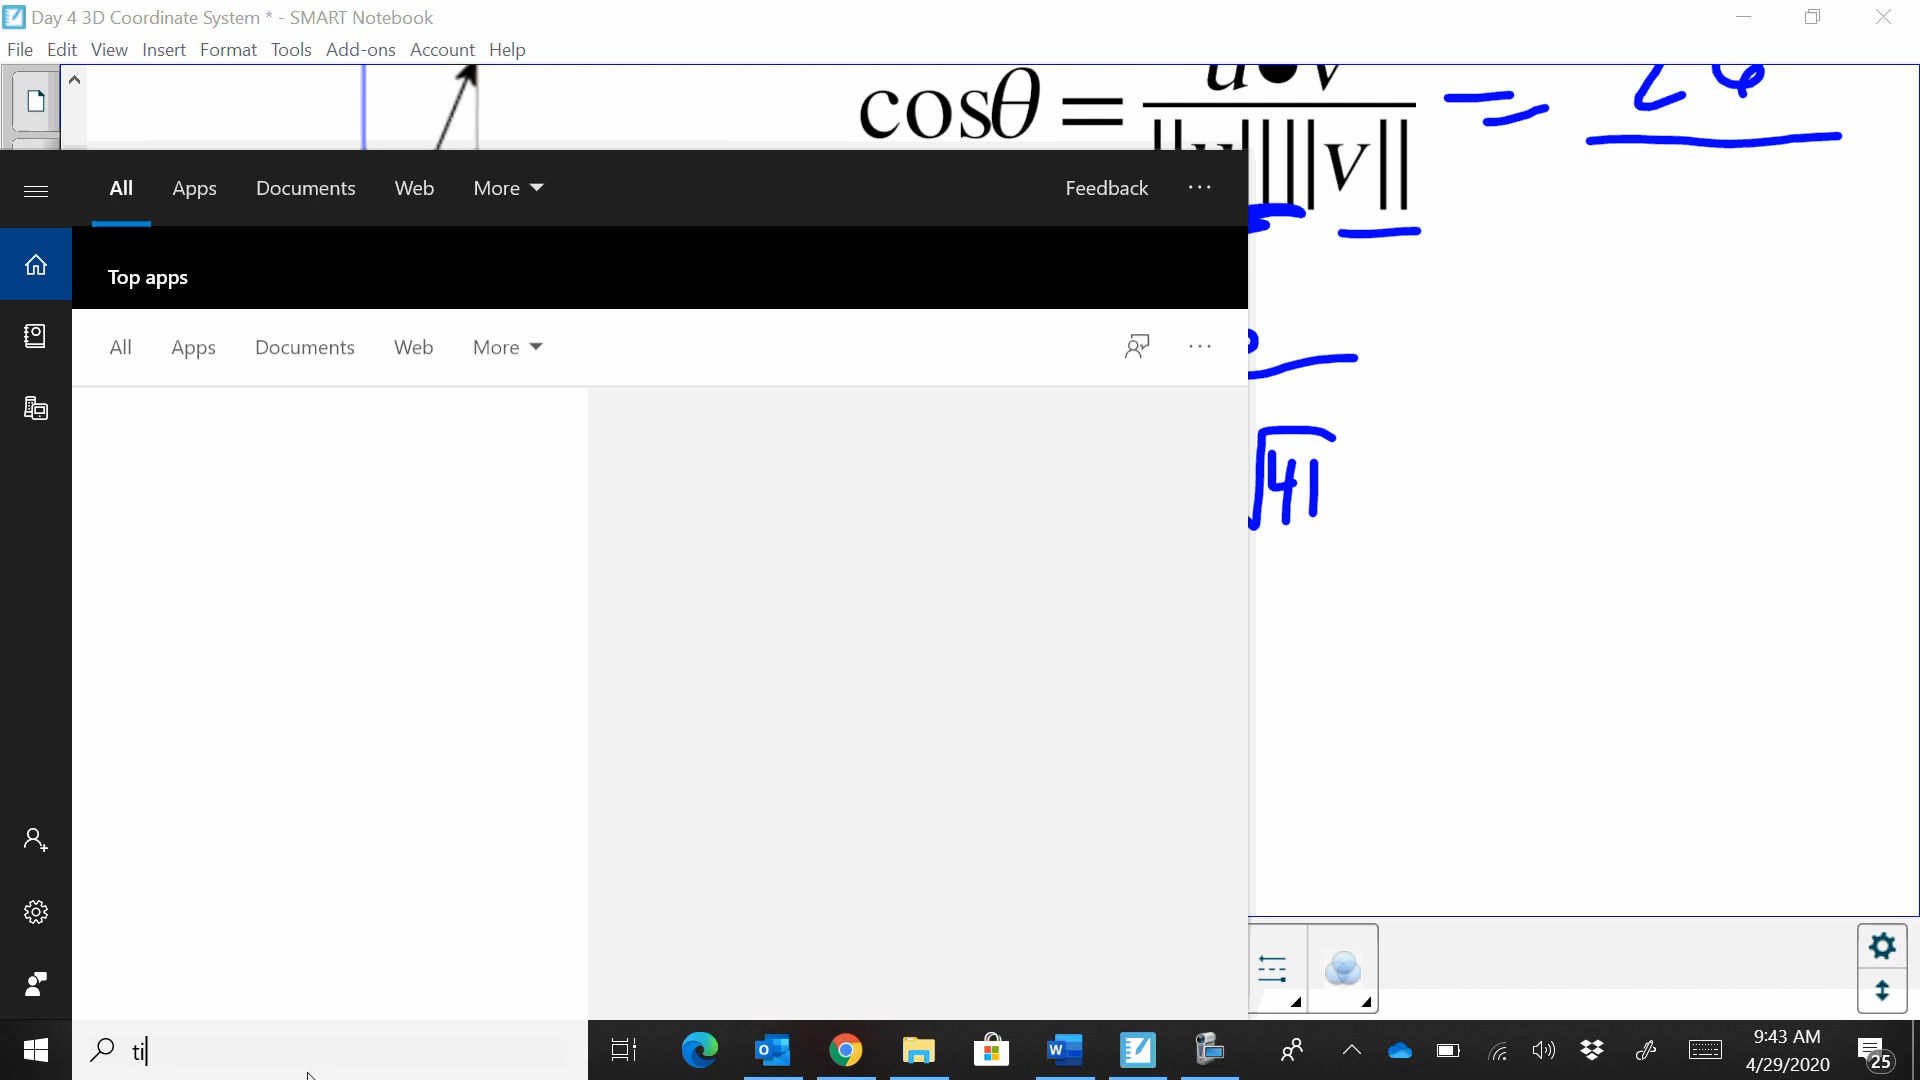 Day 4 3D Coordinate System * - SMART Notebook
File Edit View Insert Format Tools Add-ons Account Help
cosθ = u•v / ||u||||v|| = 26
All Apps Documents Web More Feedback ...
Top apps
All Apps Documents Web More ...
√41
ti
9:43 AM
4/29/2020
25